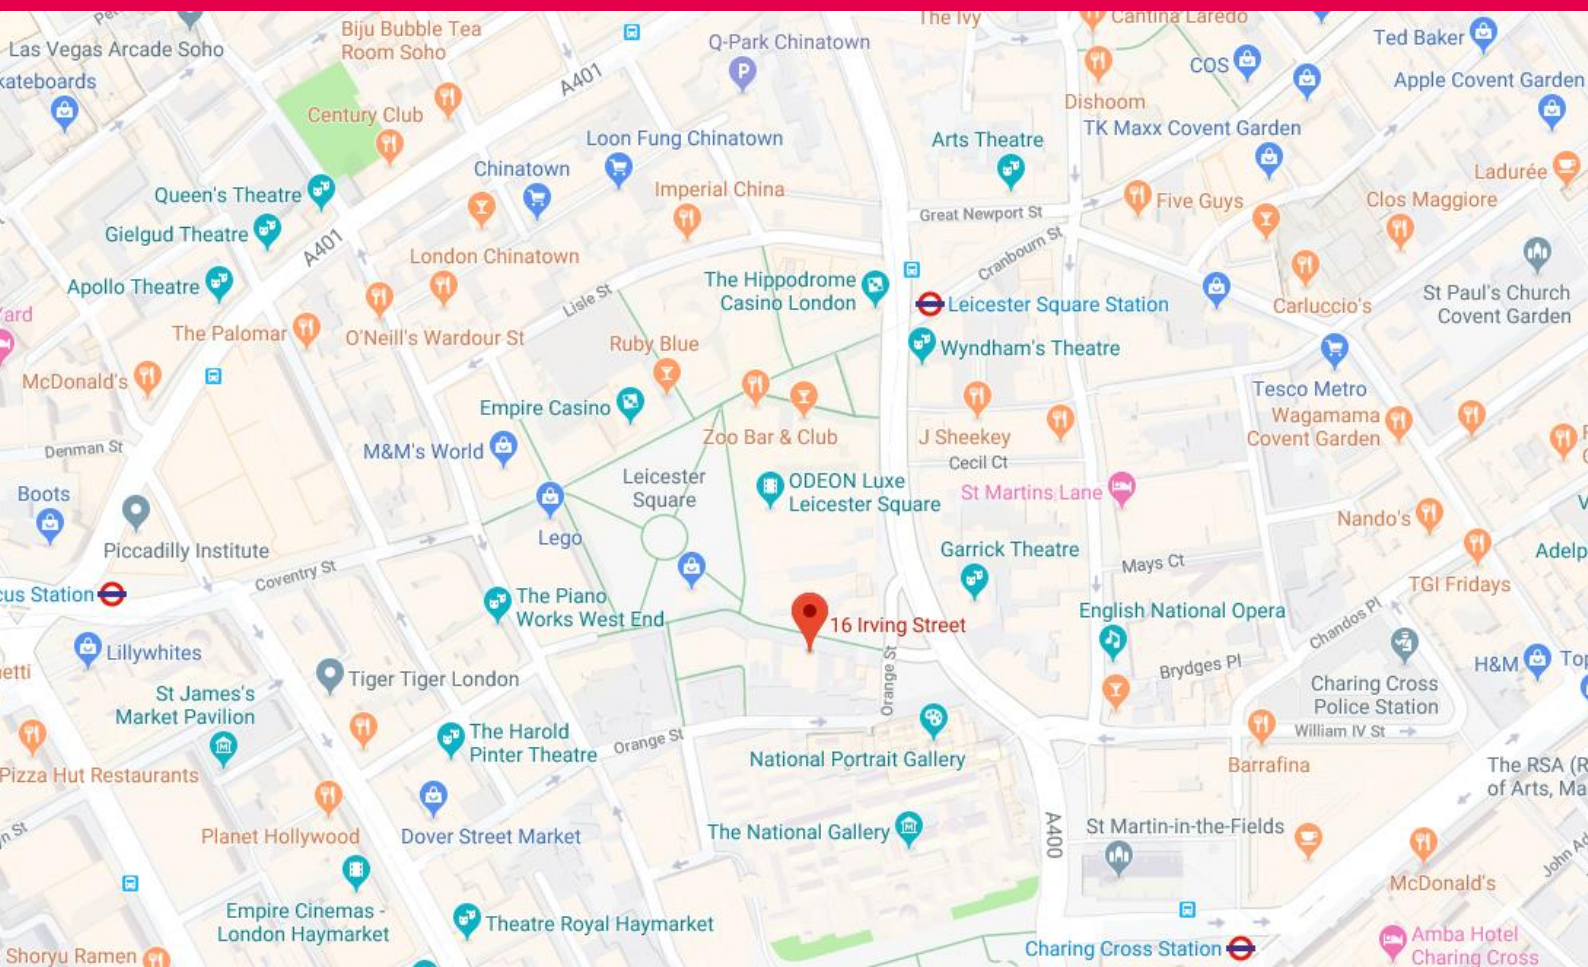 The Ivy
Cantina Laredo
Biju Bubble Tea
Room Soho
Las Vegas Arcade Soho
Q-Park Chinatown
Ted Baker
COS
Apple Covent Garden
kateboards
A401
Century Club
Dishoom
TK Maxx Covent Garden
Loon Fung Chinatown
Arts Theatre
Chinatown
Ladurée
Queen's Theatre
Imperial China
Five Guys
Clos Maggiore
Great Newport St
Gielgud Theatre
A401
Cranbourn St
London Chinatown
Apollo Theatre
The Hippodrome
Casino London
Leicester Square Station
Carluccio's
St Paul's Church
Covent Garden
Lisle St
The Palomar
O'Neill's Wardour St
Ruby Blue
Wyndham's Theatre
McDonald's
Tesco Metro
Empire Casino
Zoo Bar & Club
J Sheekey
Wagamama
Covent Garden
Denman St
M&M's World
Cecil Ct
Leicester
Square
ODEON Luxe
Leicester Square
St Martins Lane
Boots
Nando's
Lego
Piccadilly Institute
Garrick Theatre
Mays Ct
Adelp
Coventry St
TGI Fridays
cus Station
The Piano
Works West End
16 Irving Street
English National Opera
Chandos Pl
Lillywhites
Orange St
Brydges Pl
H&M
Top
etti
Tiger Tiger London
Charing Cross
Police Station
St James's
Market Pavilion
The Harold
Pinter Theatre
Orange St
William IV St
National Portrait Gallery
Barrafina
Pizza Hut Restaurants
The RSA (R
of Arts, Ma
Planet Hollywood
Dover Street Market
The National Gallery
A400
St Martin-in-the-Fields
John Ad
McDonald's
Empire Cinemas -
London Haymarket
Theatre Royal Haymarket
Charing Cross Station
Amba Hotel
Charing Cross
Shoryu Ramen